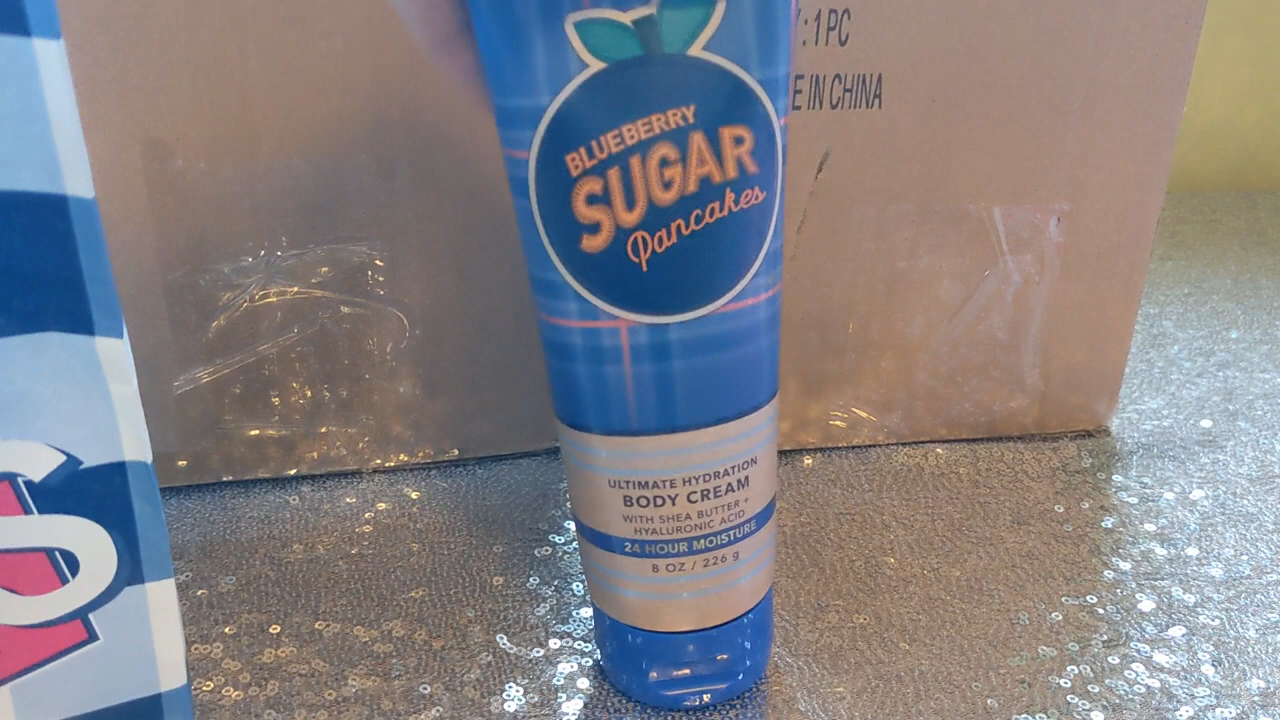 : 1 PC
E IN CHINA
BLUEBERRY
SUGAR
Pancakes
ULTIMATE HYDRATION
BODY CREAM
WITH SHEA BUTTER +
HYALURONIC ACID
24 HOUR MOISTURE
8 OZ / 226 g
S